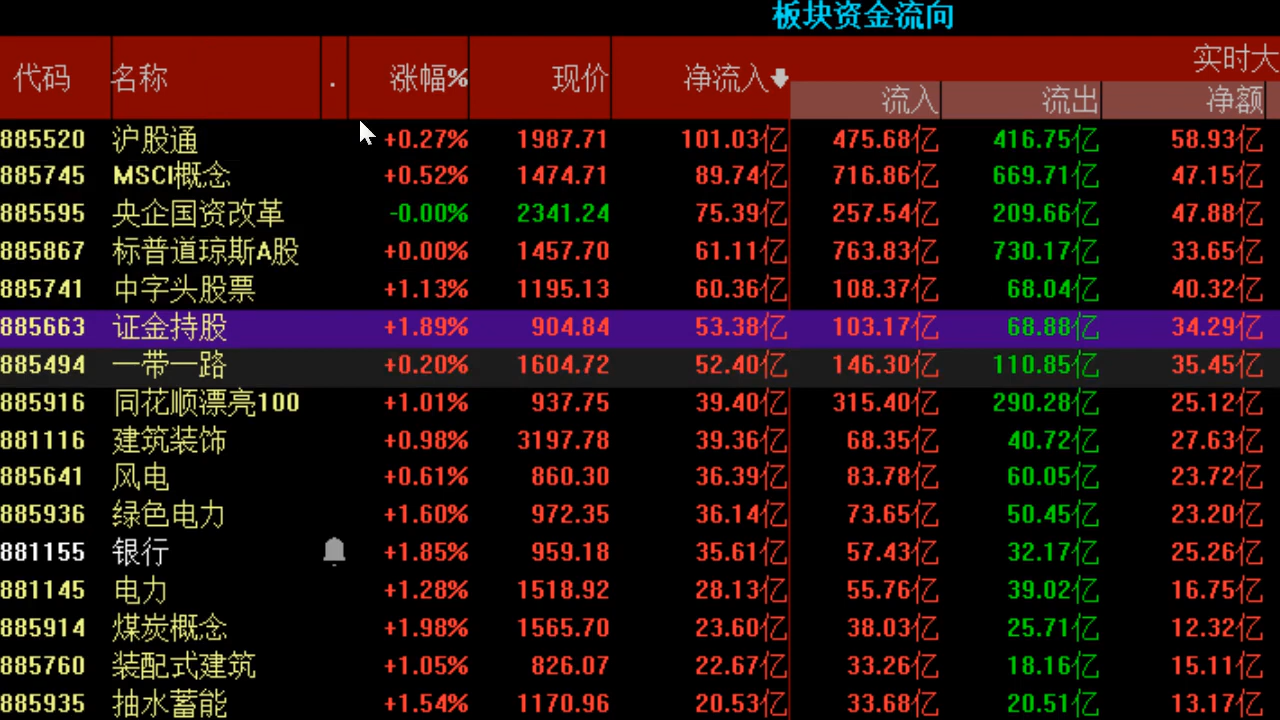 板块资金流向
代码 名称 . 涨幅% 现价 净流入 实时大
流入 流出 净额
885520 沪股通 +0.27% 1987.71 101.03亿 475.68亿 416.75亿 58.93亿
885745 MSCI概念 +0.52% 1474.71 89.74亿 716.86亿 669.71亿 47.15亿
885595 央企国资改革 -0.00% 2341.24 75.39亿 257.54亿 209.66亿 47.88亿
885867 标普道琼斯A股 +0.00% 1457.70 61.11亿 763.83亿 730.17亿 33.65亿
885741 中字头股票 +1.13% 1195.13 60.36亿 108.37亿 68.04亿 40.32亿
885663 证金持股 +1.89% 904.84 53.38亿 103.17亿 68.88亿 34.29亿
885494 一带一路 +0.20% 1604.72 52.40亿 146.30亿 110.85亿 35.45亿
885916 同花顺漂亮100 +1.01% 937.75 39.40亿 315.40亿 290.28亿 25.12亿
881116 建筑装饰 +0.98% 3197.78 39.36亿 68.35亿 40.72亿 27.63亿
885641 风电 +0.61% 860.30 36.39亿 83.78亿 60.05亿 23.72亿
885936 绿色电力 +1.60% 972.35 36.14亿 73.65亿 50.45亿 23.20亿
881155 银行 +1.85% 959.18 35.61亿 57.43亿 32.17亿 25.26亿
881145 电力 +1.28% 1518.92 28.13亿 55.76亿 39.02亿 16.75亿
885914 煤炭概念 +1.98% 1565.70 23.60亿 38.03亿 25.71亿 12.32亿
885760 装配式建筑 +1.05% 826.07 22.67亿 33.26亿 18.16亿 15.11亿
885935 抽水蓄能 +1.54% 1170.96 20.53亿 33.68亿 20.51亿 13.17亿